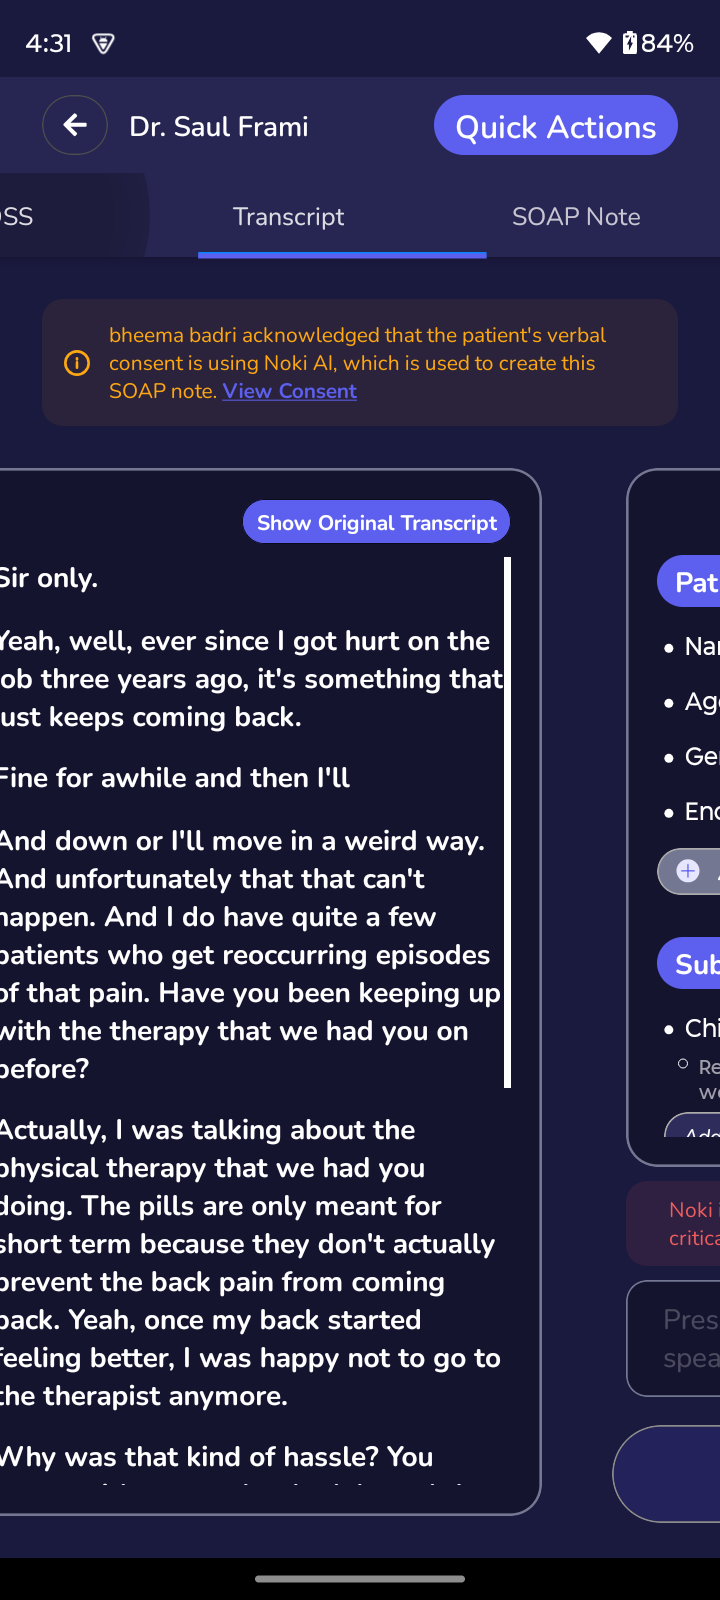 4:31
84%
Dr. Saul Frami
Quick Actions
Transcript
SOAP Note
bheema badri acknowledged that the patient's verbal
consent is using Noki AI, which is used to create this
SOAP note. View Consent
Show Original Transcript
Sir only.
Yeah, well, ever since I got hurt on the
ob three years ago, it's something that
ust keeps coming back.
Fine for awhile and then I'll
And down or I'll move in a weird way.
And unfortunately that that can't
happen. And I do have quite a few
patients who get reoccurring episodes
of that pain. Have you been keeping up
with the therapy that we had you on
before?
Actually, I was talking about the
physical therapy that we had you
doing. The pills are only meant for
short term because they don't actually
prevent the back pain from coming
back. Yeah, once my back started
feeling better, I was happy not to go to
the therapist anymore.
Why was that kind of hassle? You
Pat
Nar
Age
Ger
Enc
Sub
Chi
Re
Noki
critica
Pres
spea